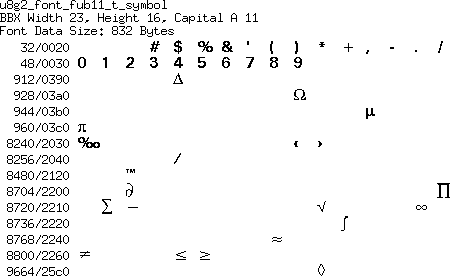 u8g2_font_fub11_t_symbol
BBX Width 23, Height 16, Capital A 11
Font Data Size: 832 Bytes
32/0020 # $ % & ' ( ) * + , - . /
48/0030 0 1 2 3 4 5 6 7 8 9
912/0390 ∆
928/03a0 Ω
944/03b0 μ
960/03c0 π
8240/2030 ‰ ‹ ›
8256/2040 ⁄
8480/2120 ™
8704/2200 ∂ ∏
8720/2210 ∑ − √ ∞
8736/2220 ∫
8768/2240 ≈
8800/2260 ≠ ≤ ≥
9664/25c0 ◊